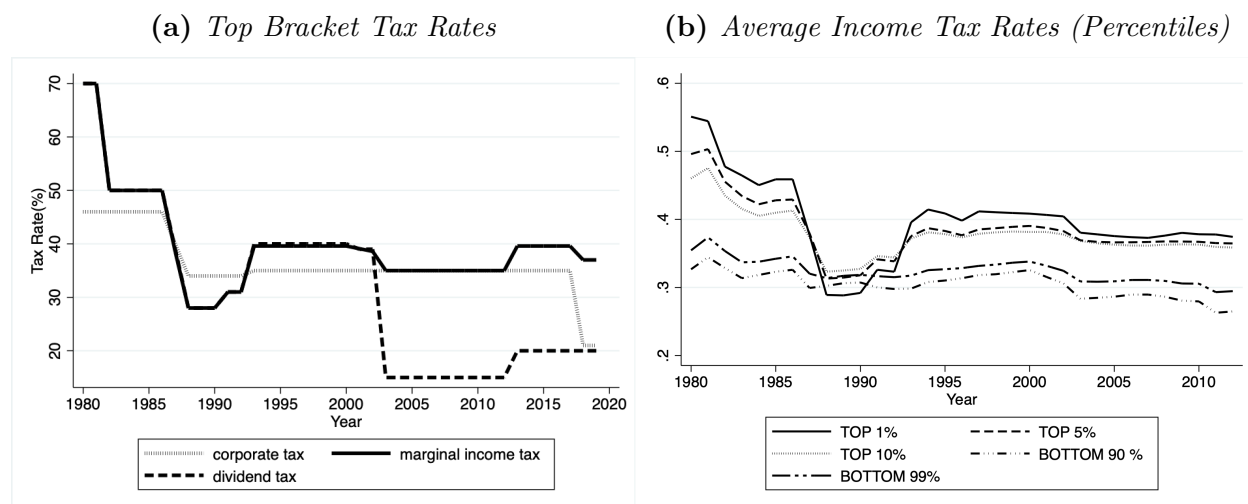 (a) Top Bracket Tax Rates
70
60
50
40
30
20
Tax Rate(%)
1980 1985 1990 1995 2000 2005 2010 2015 2020
Year
corporate tax
marginal income tax
dividend tax
(b) Average Income Tax Rates (Percentiles)
.6
.5
.4
.3
.2
1980 1985 1990 1995 2000 2005 2010
Year
TOP 1%
TOP 5%
TOP 10%
BOTTOM 90 %
BOTTOM 99%